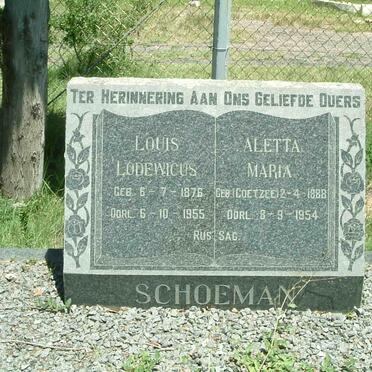 TER HERINNERING AAN ONS GELIEFDE OUERS
LOUIS
LODEWICUS
GEB. 6-7-1876
OORL. 6-10-1955
ALETTA
MARIA
GEB. (COETZEE) 2-4-1888
OORL. 8-9-1954
RUS SAG.
SCHOEMAN